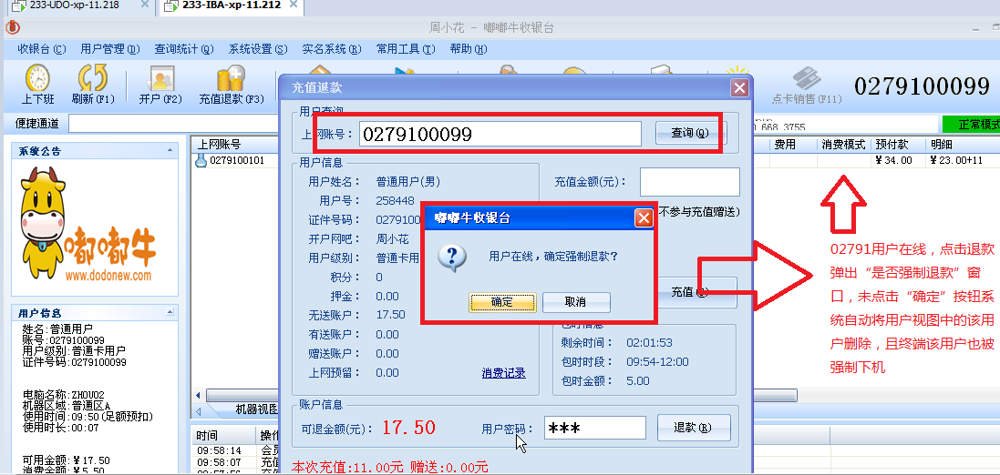 233-UDO-xp-11.218
233-IBA-xp-11.212
周小花 - 嘟嘟牛收银台
收银台(C) 用户管理(D) 查询统计(Q) 系统设置(S) 实名系统(R) 常用工具(T) 帮助(H)
上下班 刷新(F1) 开户(F2) 充值退款(F3) 点卡销售(F11) 0279100099
便捷通道
668 3755
正常模式
系统公告
嘟嘟牛
www.dodonew.com
用户信息
姓名:普通用户
账号:0279100099
用户级别:普通卡用户
证件号码:0279100099
电脑名称:ZHOU02
机器区域:普通区A
使用时间:09:50(足额预扣)
使用时长:00:07
可用金额:¥17.50
消费金额:¥5.50
上网账号 费用 消费模式 预付款 明细
0279100101 ¥34.00 ¥23.00+11
机器视图
时间 操作
09:58:14 会员
09:58:07 充值
充值退款
用户查询
上网账号: 0279100099 查询(Q)
用户信息
用户姓名: 普通用户(男)
用户号: 258448
证件号码: 0279100
开户网吧: 周小花
用户级别: 普通卡用
积分: 0
押金: 0.00
无送账户: 17.50
有送账户: 0.00
赠送账户: 0.00
上网预留: 0.00 消费记录
充值金额(元):
不参与充值赠送)
充值
包时信息
剩余时间: 02:01:53
包时时段: 09:54-12:00
包时金额: 5.00
账户信息
可退金额(元): 17.50 用户密码: *** 退款(R)
本次充值:11.00元 赠送:0.00元
嘟嘟牛收银台
用户在线，确定强制退款?
确定 取消
02791用户在线，点击退款
弹出“是否强制退款”窗
口，未点击“确定”按钮系
统自动将用户视图中的该用
户删除，且终端该用户也被
强制下机